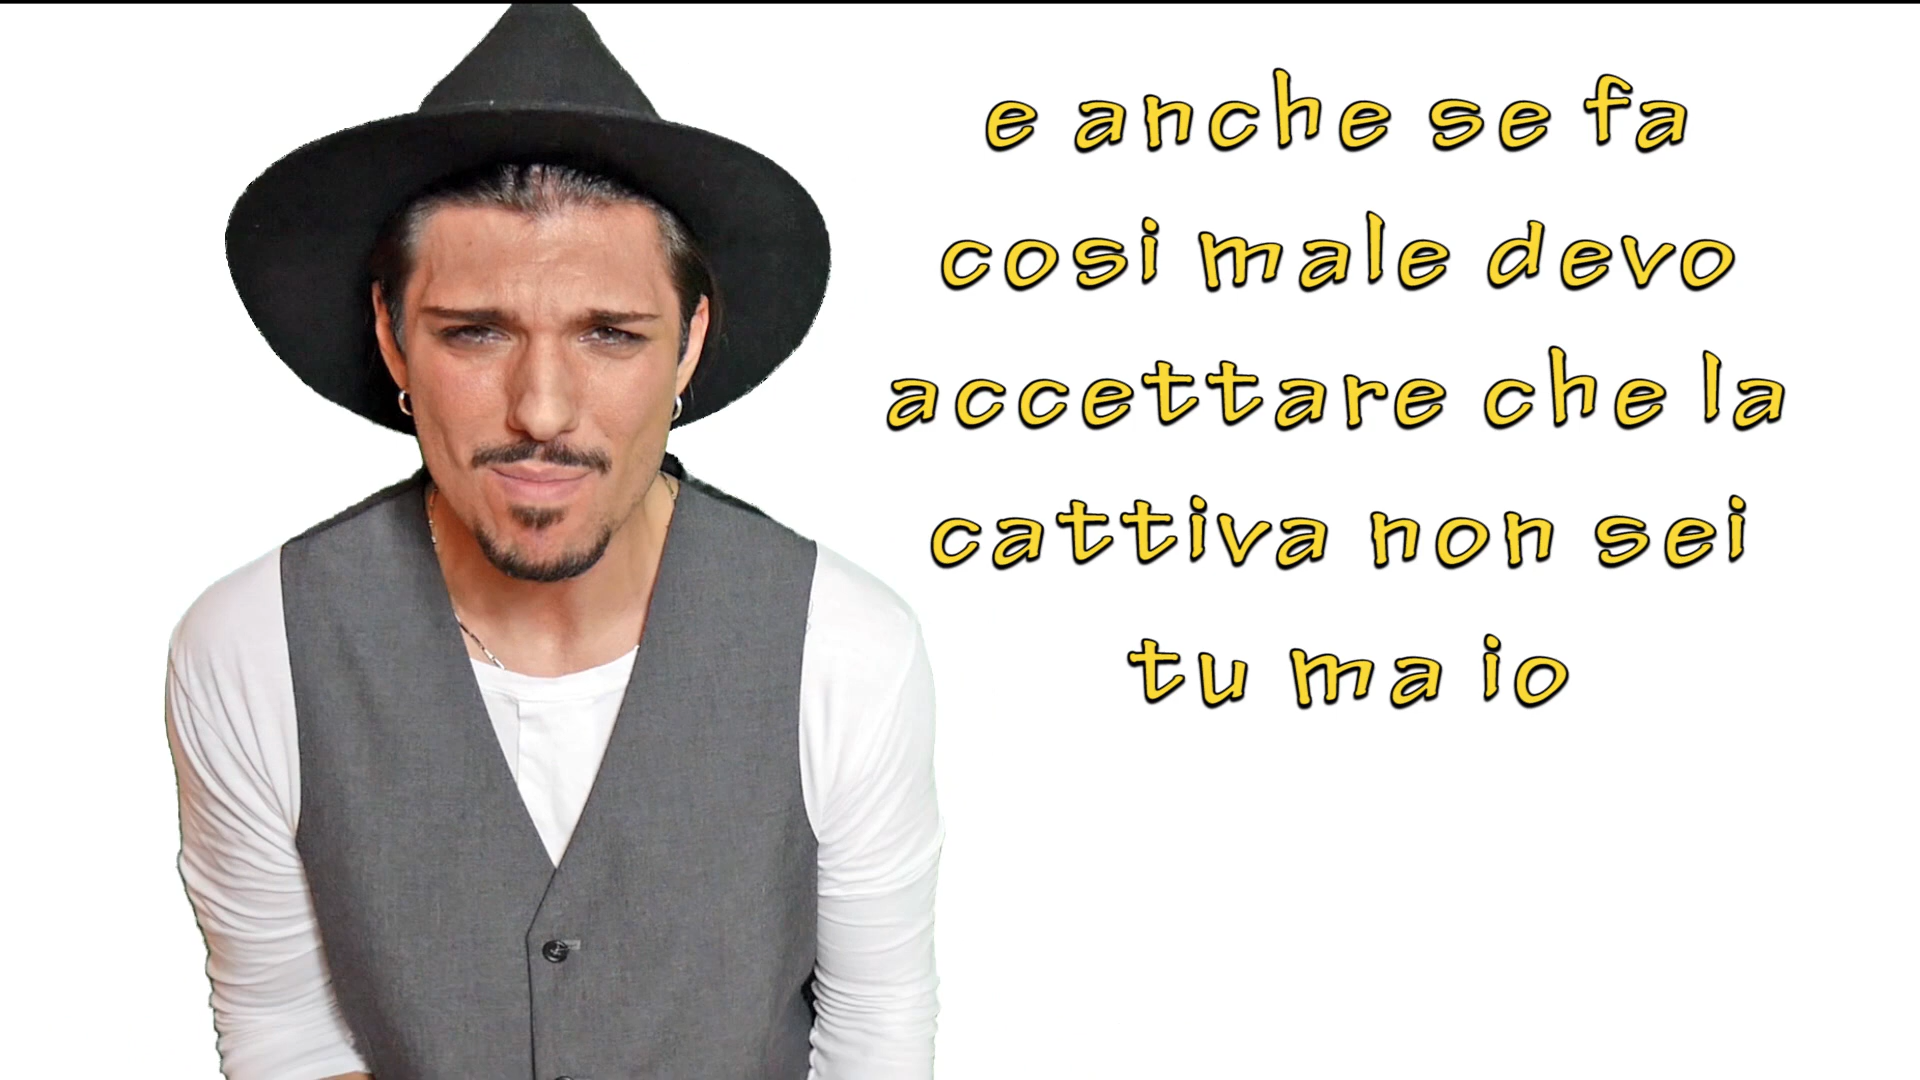 e anche se fa
cosi male devo
accettare che la
cattiva non sei
tu ma io